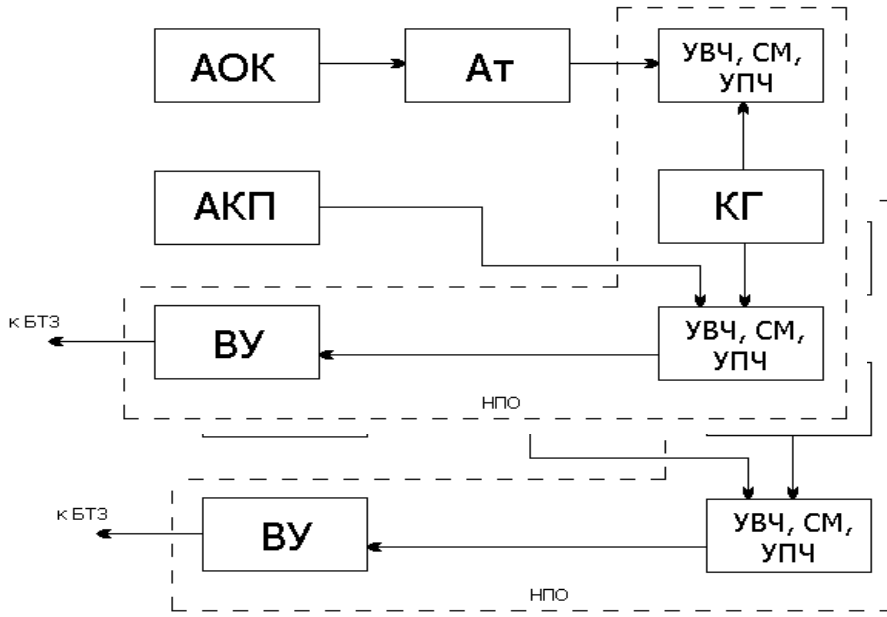 АОК
Ат
УВЧ, СМ,
УПЧ
АКП
КГ
к БТЗ
ВУ
УВЧ, СМ,
УПЧ
НПО
к БТЗ
ВУ
УВЧ, СМ,
УПЧ
НПО